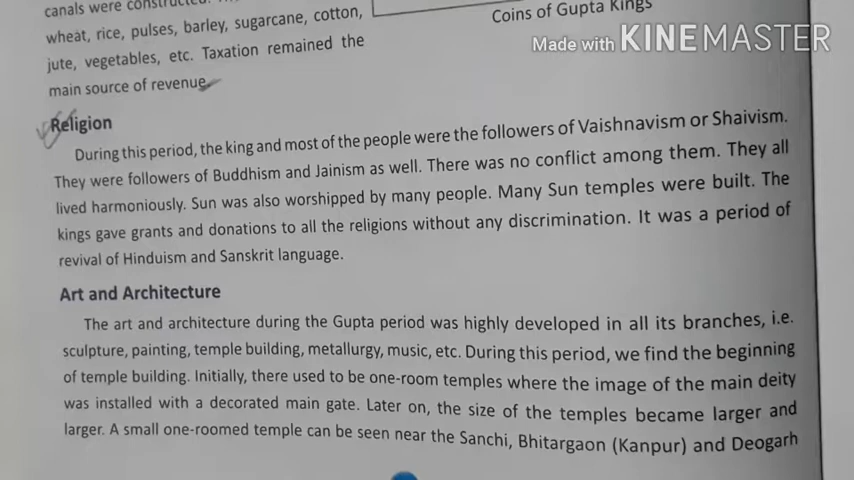 canals were constructed.
wheat, rice, pulses, barley, sugarcane, cotton,
jute, vegetables, etc. Taxation remained the
main source of revenue.
Coins of Gupta Kings
Made with KINEMASTER
Religion
During this period, the king and most of the people were the followers of Vaishnavism or Shaivism.
They were followers of Buddhism and Jainism as well. There was no conflict among them. They all
lived harmoniously. Sun was also worshipped by many people. Many Sun temples were built. The
kings gave grants and donations to all the religions without any discrimination. It was a period of
revival of Hinduism and Sanskrit language.
Art and Architecture
The art and architecture during the Gupta period was highly developed in all its branches, i.e.
sculpture, painting, temple building, metallurgy, music, etc. During this period, we find the beginning
of temple building. Initially, there used to be one-room temples where the image of the main deity
was installed with a decorated main gate. Later on, the size of the temples became larger and
larger. A small one-roomed temple can be seen near the Sanchi, Bhitargaon (Kanpur) and Deogarh